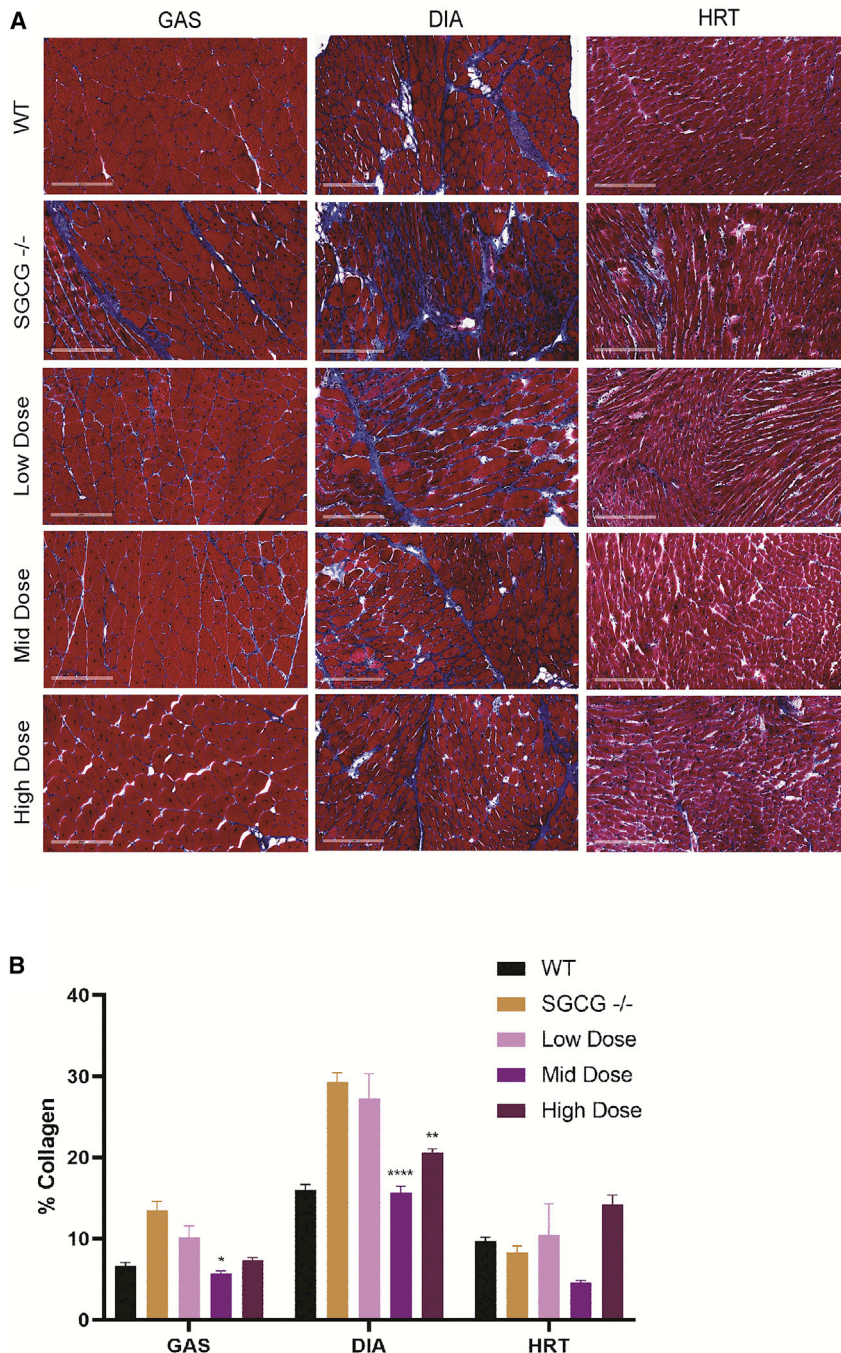 A
GAS DIA HRT
WT
SGCG -/-
Low Dose
Mid Dose
High Dose
B
WT
SGCG -/-
Low Dose
Mid Dose
High Dose
% Collagen
40
30
20
10
0
*
****
**
GAS DIA HRT